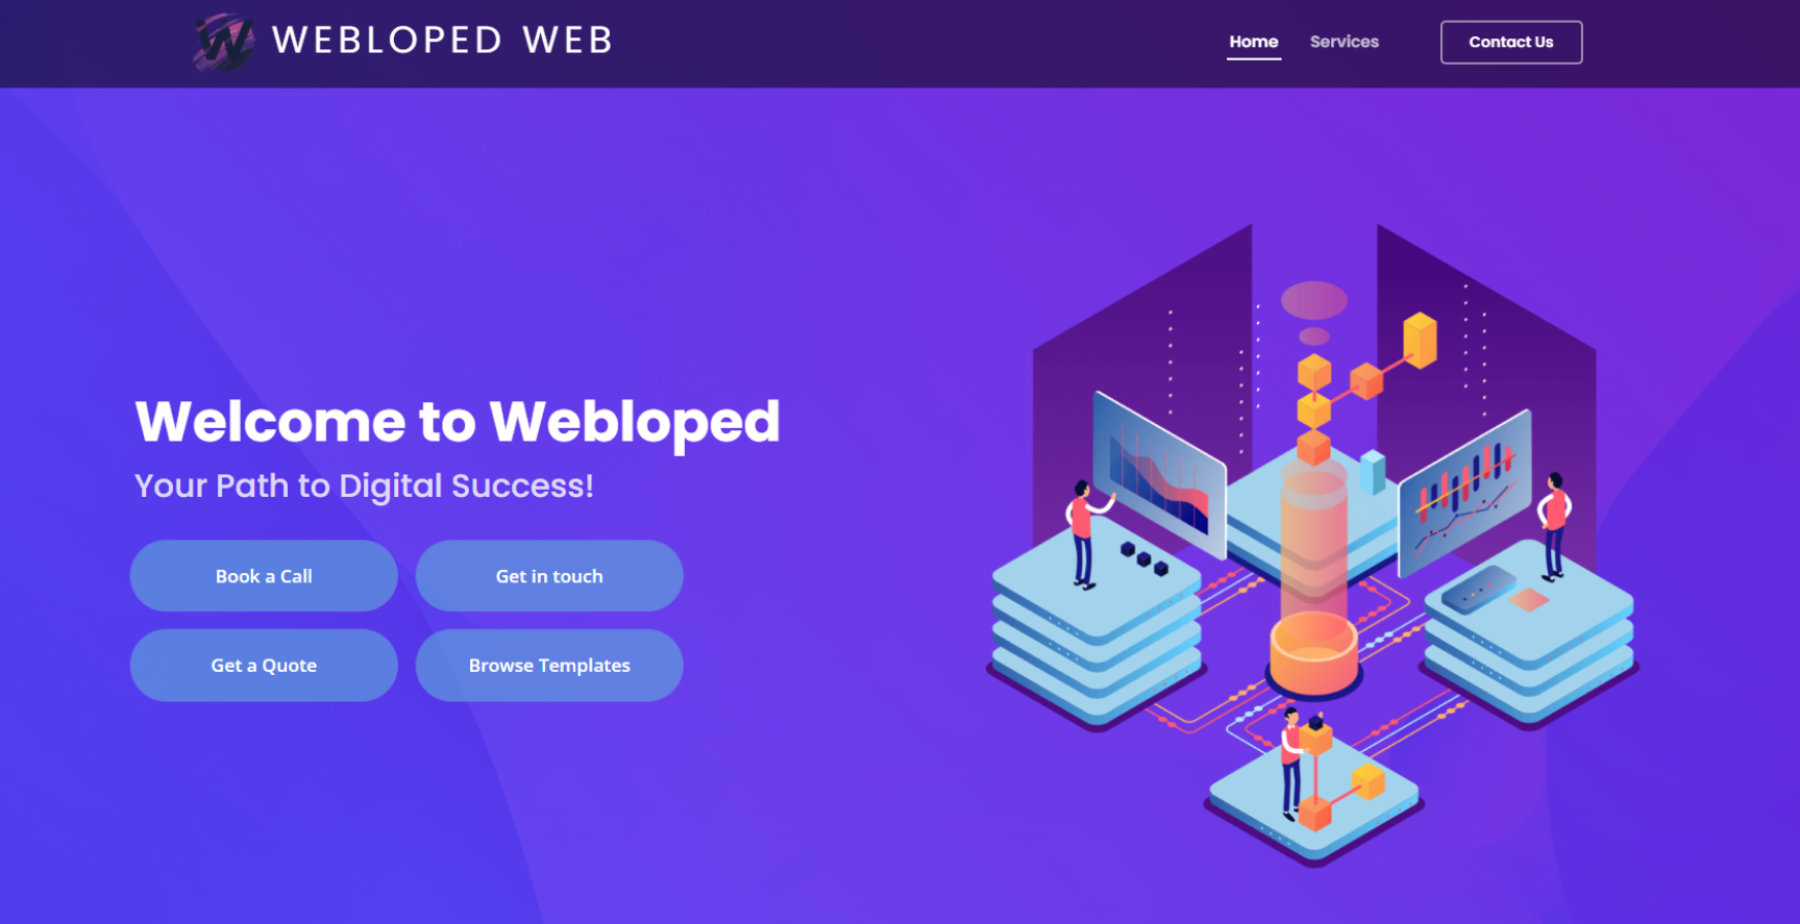 WEBLOPED WEB
Home
Services
Contact Us
Welcome to Webloped
Your Path to Digital Success!
Book a Call
Get in touch
Get a Quote
Browse Templates